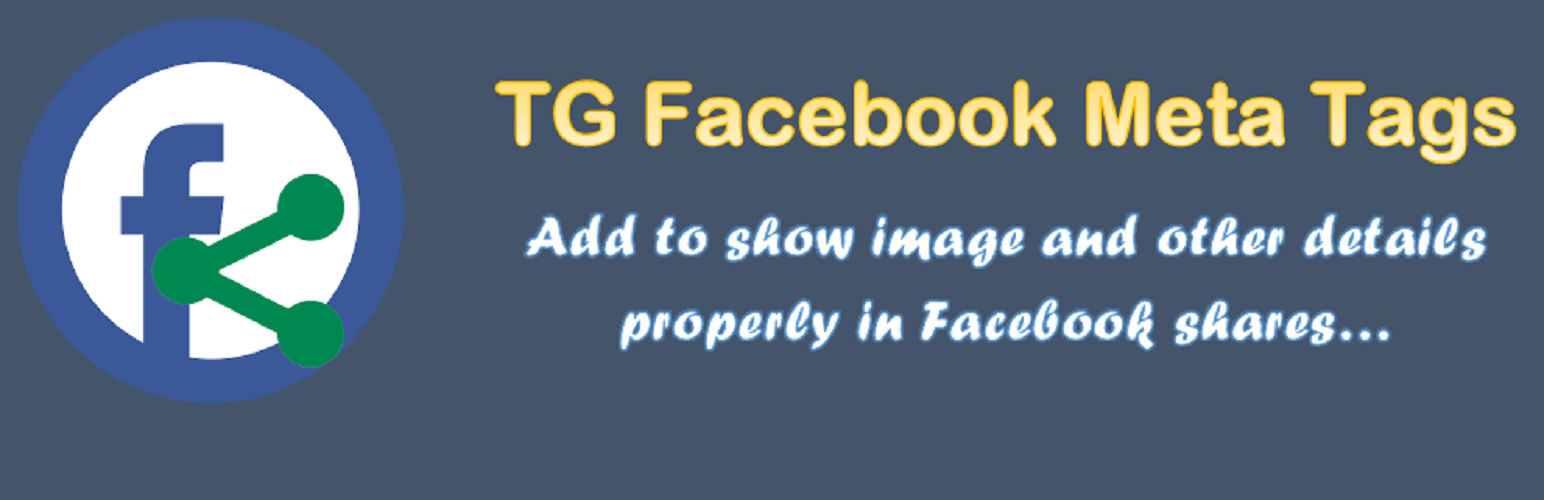 TG Facebook Meta Tags
Add to show image and other details
properly in Facebook shares...